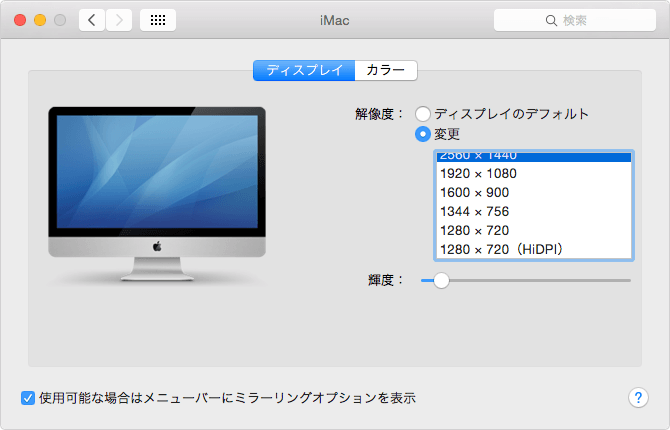 iMac
検索
ディスプレイ
カラー
解像度：
ディスプレイのデフォルト
変更
2560 × 1440
1920 × 1080
1600 × 900
1344 × 756
1280 × 720
1280 × 720（HiDPI）
輝度：
使用可能な場合はメニューバーにミラーリングオプションを表示
?